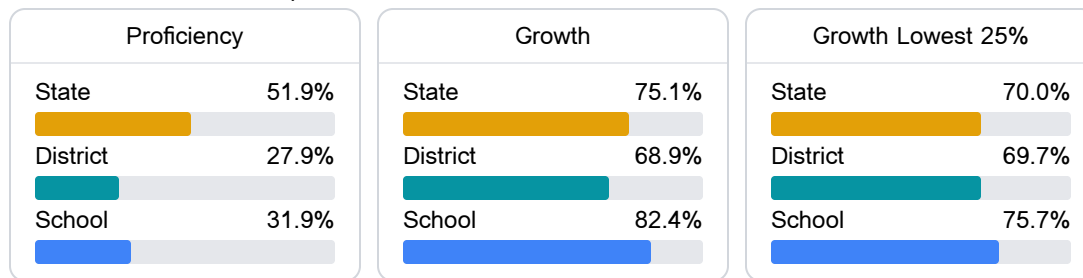 Proficiency
State 51.9%
District 27.9%
School 31.9%
Growth
State 75.1%
District 68.9%
School 82.4%
Growth Lowest 25%
State 70.0%
District 69.7%
School 75.7%